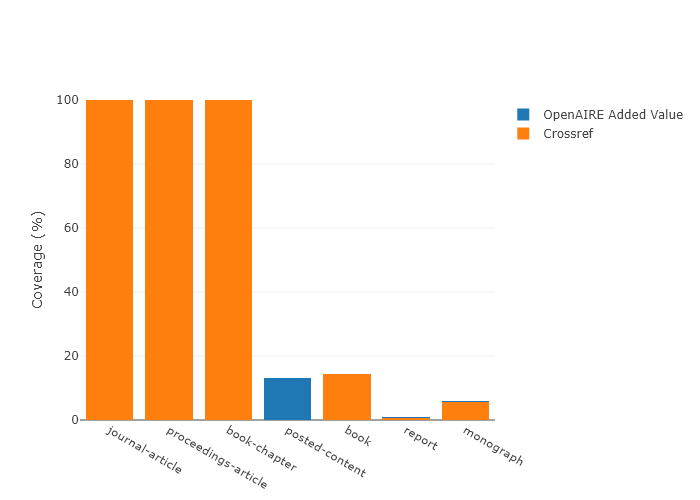 100
80
60
40
20
0
Coverage (%)
journal-article
proceedings-article
book-chapter
posted-content
book
report
monograph
OpenAIRE Added Value
Crossref